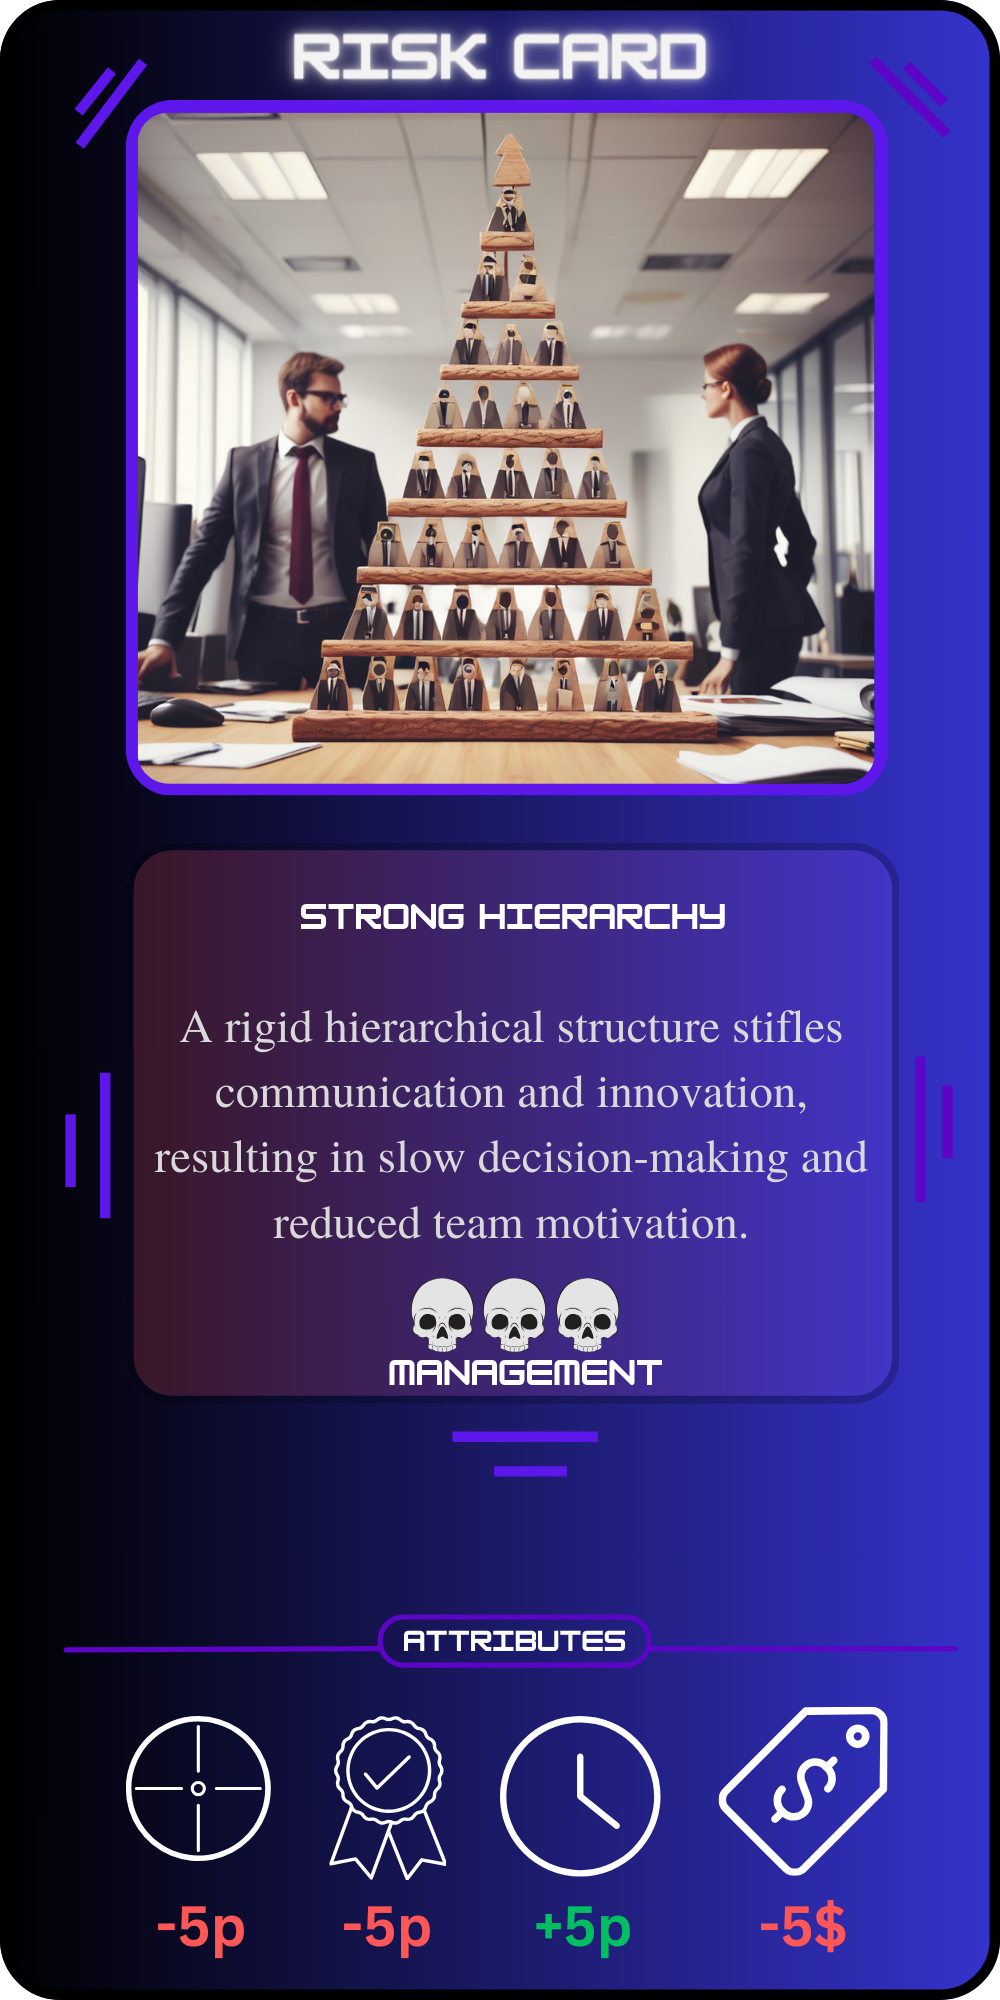 RISK CARD
STRONG HIERARCHY
A rigid hierarchical structure stifles
communication and innovation,
resulting in slow decision-making and
reduced team motivation.
MANAGEMENT
ATTRIBUTES
$
-5p -5p +5p -5$